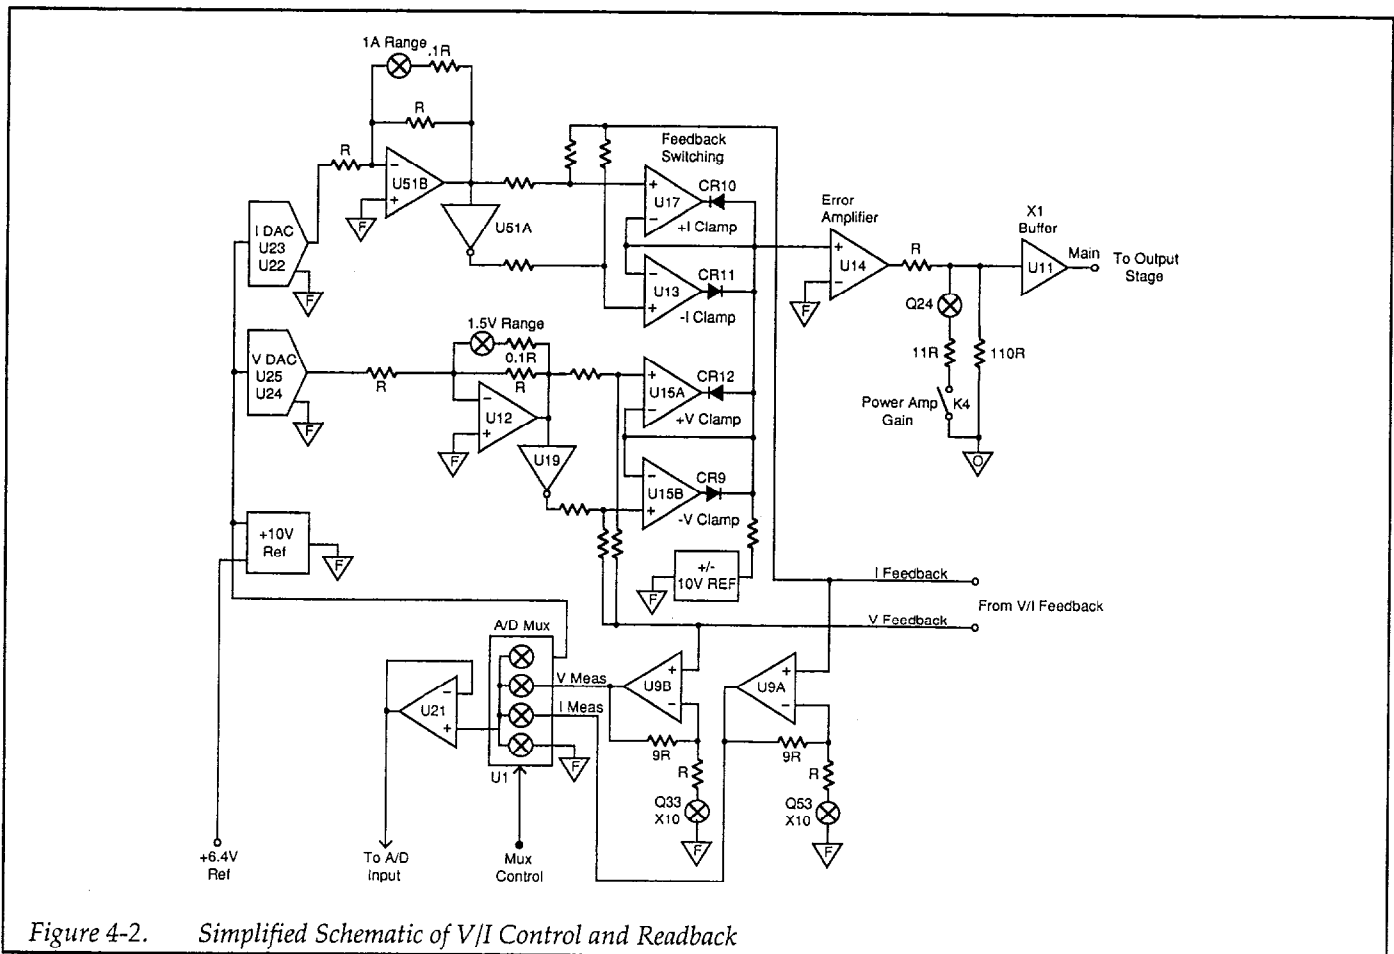 1A Range
.1R
R
R
U51B
F
U51A
I DAC
U23
U22
F
Feedback
Switching
CR10
U17
+I Clamp
CR11
U13
-I Clamp
Error
Amplifier
U14
F
R
X1
Buffer
U11
Main
To Output
Stage
Q24
11R
110R
Power Amp
Gain
K4
O
1.5V Range
0.1R
V DAC
U25
U24
F
R
R
U12
F
U19
CR12
U15A
+V Clamp
CR9
U15B
-V Clamp
+10V
Ref
F
+/-
10V REF
F
I Feedback
From V/I Feedback
V Feedback
A/D Mux
V Meas
I Meas
U21
U1
F
U9B
9R
R
Q33
X10
F
U9A
9R
R
Q53
X10
F
+6.4V
Ref
To A/D
Input
Mux
Control
Figure 4-2. Simplified Schematic of V/I Control and Readback